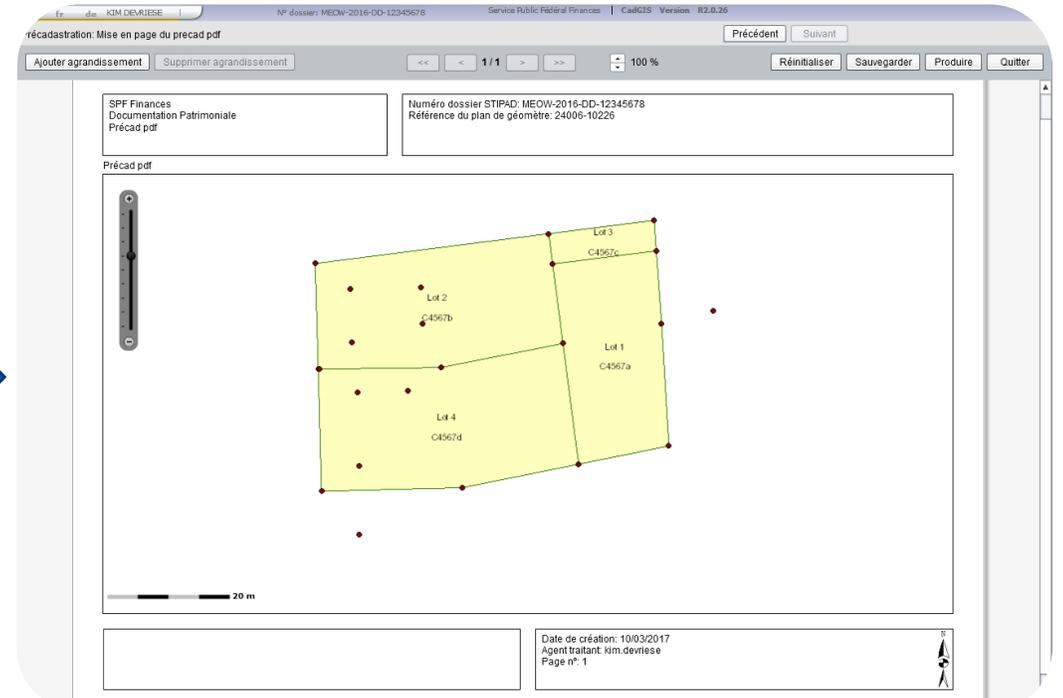 fr de KIM DEVRIESE N° dossier: MEOW-2016-DD-12345678 Service Public Fédéral Finances | CadGIS Version R2.0.26
récadastration: Mise en page du precad pdf Précédent Suivant
Ajouter agrandissement Supprimer agrandissement << < 1/1 > >> 100 % Réinitialiser Sauvegarder Produire Quitter
SPF Finances
Documentation Patrimoniale
Précad pdf
Numéro dossier STIPAD: MEOW-2016-DD-12345678
Référence du plan de géomètre: 24006-10226
Précad pdf
Lot 3
C4567c
Lot 2
C4567b
Lot 1
C4567a
Lot 4
C4567d
20 m
Date de création: 10/03/2017
Agent traitant: kim.devriese
Page n°: 1
N